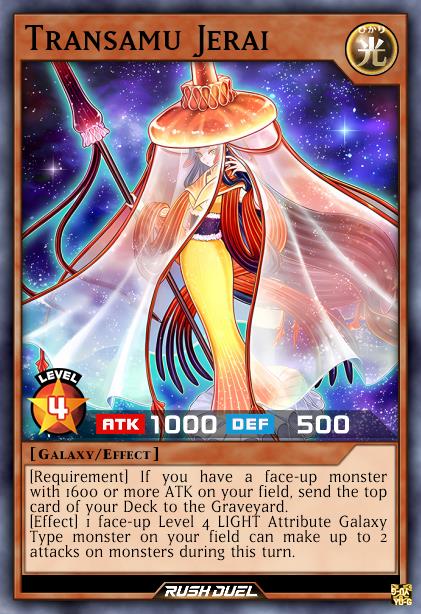 Transamu Jerai
ひかり
光
LEVEL
4
ATK 1000 DEF 500
[Galaxy/Effect]
[Requirement] If you have a face-up monster
with 1600 or more ATK on your field, send the top
card of your Deck to the Graveyard.
[Effect] 1 face-up Level 4 LIGHT Attribute Galaxy
Type monster on your field can make up to 2
attacks on monsters during this turn.
RUSH DUEL